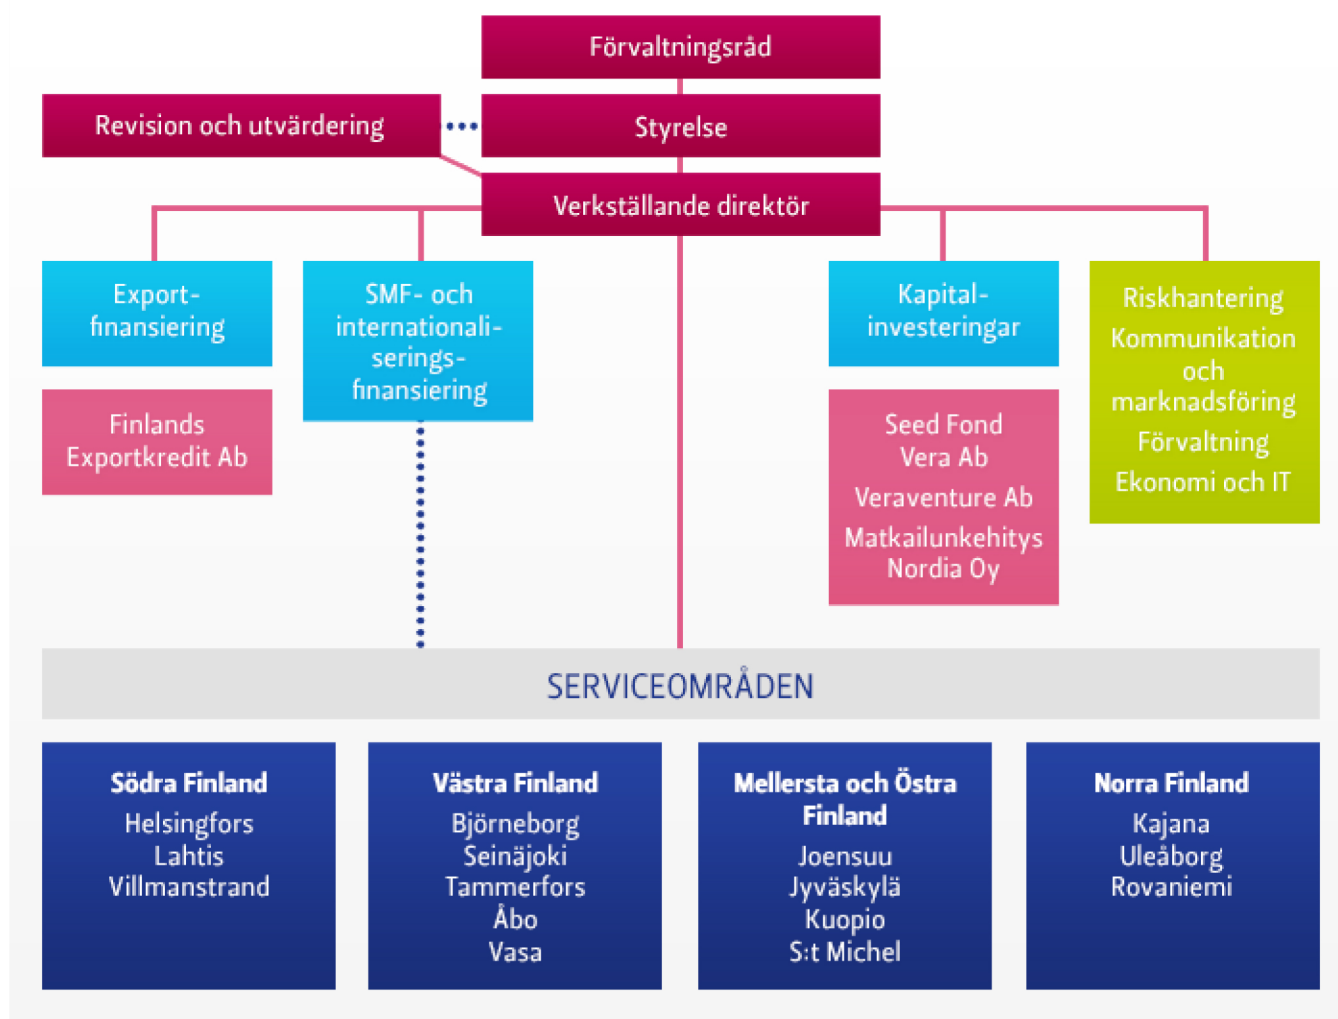 Förvaltningsråd
Revision och utvärdering
Styrelse
Verkställande direktör
Export-
finansiering
SMF- och
internationali-
serings-
finansiering
Kapital-
investeringar
Riskhantering
Kommunikation
och
marknadsföring
Förvaltning
Ekonomi och IT
Finlands
Exportkredit Ab
Seed Fond
Vera Ab
Veraventure Ab
Matkailunkehitys
Nordia Oy
SERVICEOMRÅDEN
Södra Finland
Helsingfors
Lahtis
Villmanstrand
Västra Finland
Björneborg
Seinäjoki
Tammerfors
Åbo
Vasa
Mellersta och Östra
Finland
Joensuu
Jyväskylä
Kuopio
S:t Michel
Norra Finland
Kajana
Uleåborg
Rovaniemi